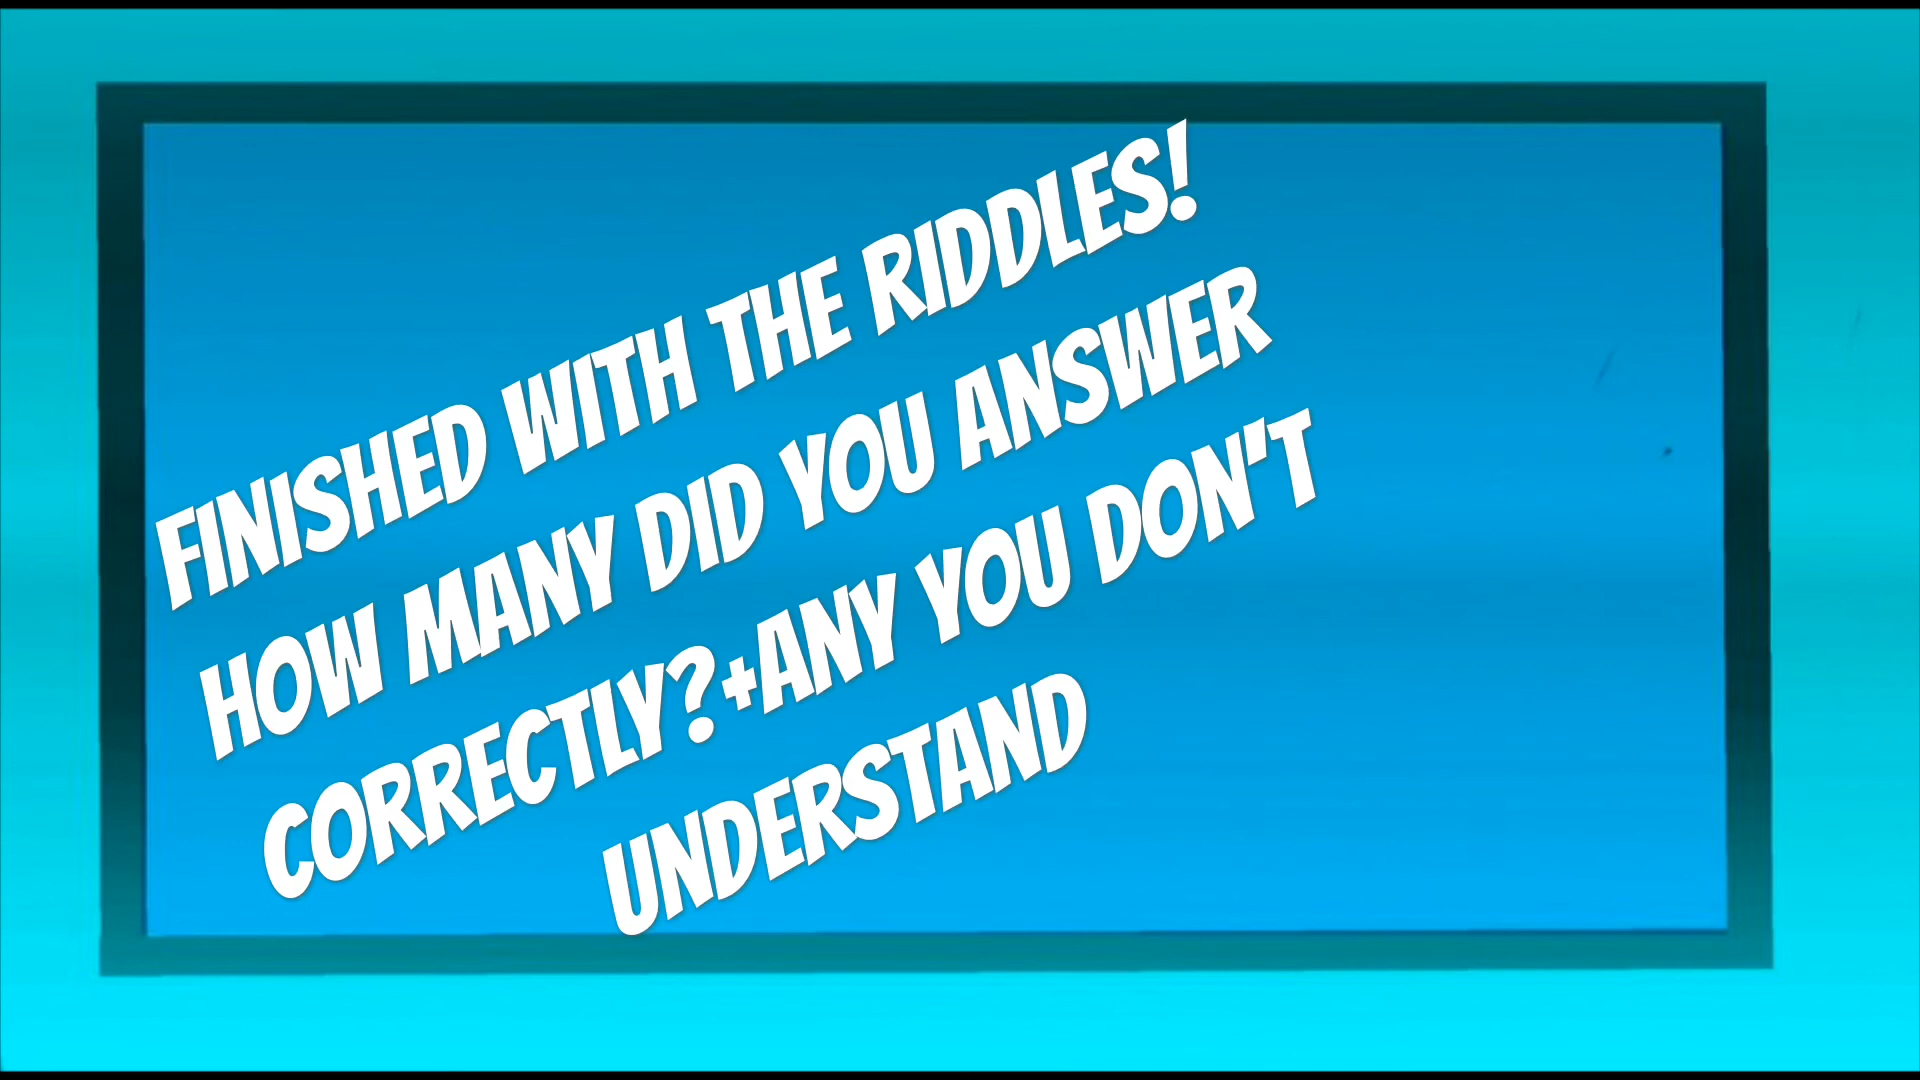 FINISHED WITH THE RIDDLES!
HOW MANY DID YOU ANSWER
CORRECTLY?+ANY YOU DON'T
UNDERSTAND